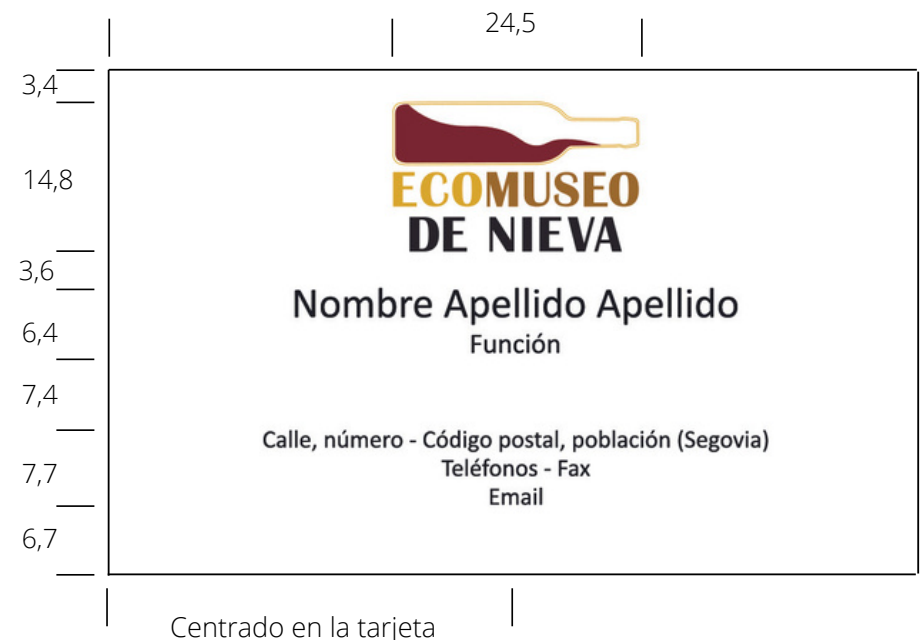 24,5
3,4
14,8
3,6
6,4
7,4
7,7
6,7
ECOMUSEO
DE NIEVA
Nombre Apellido Apellido
Función
Calle, número - Código postal, población (Segovia)
Teléfonos - Fax
Email
Centrado en la tarjeta